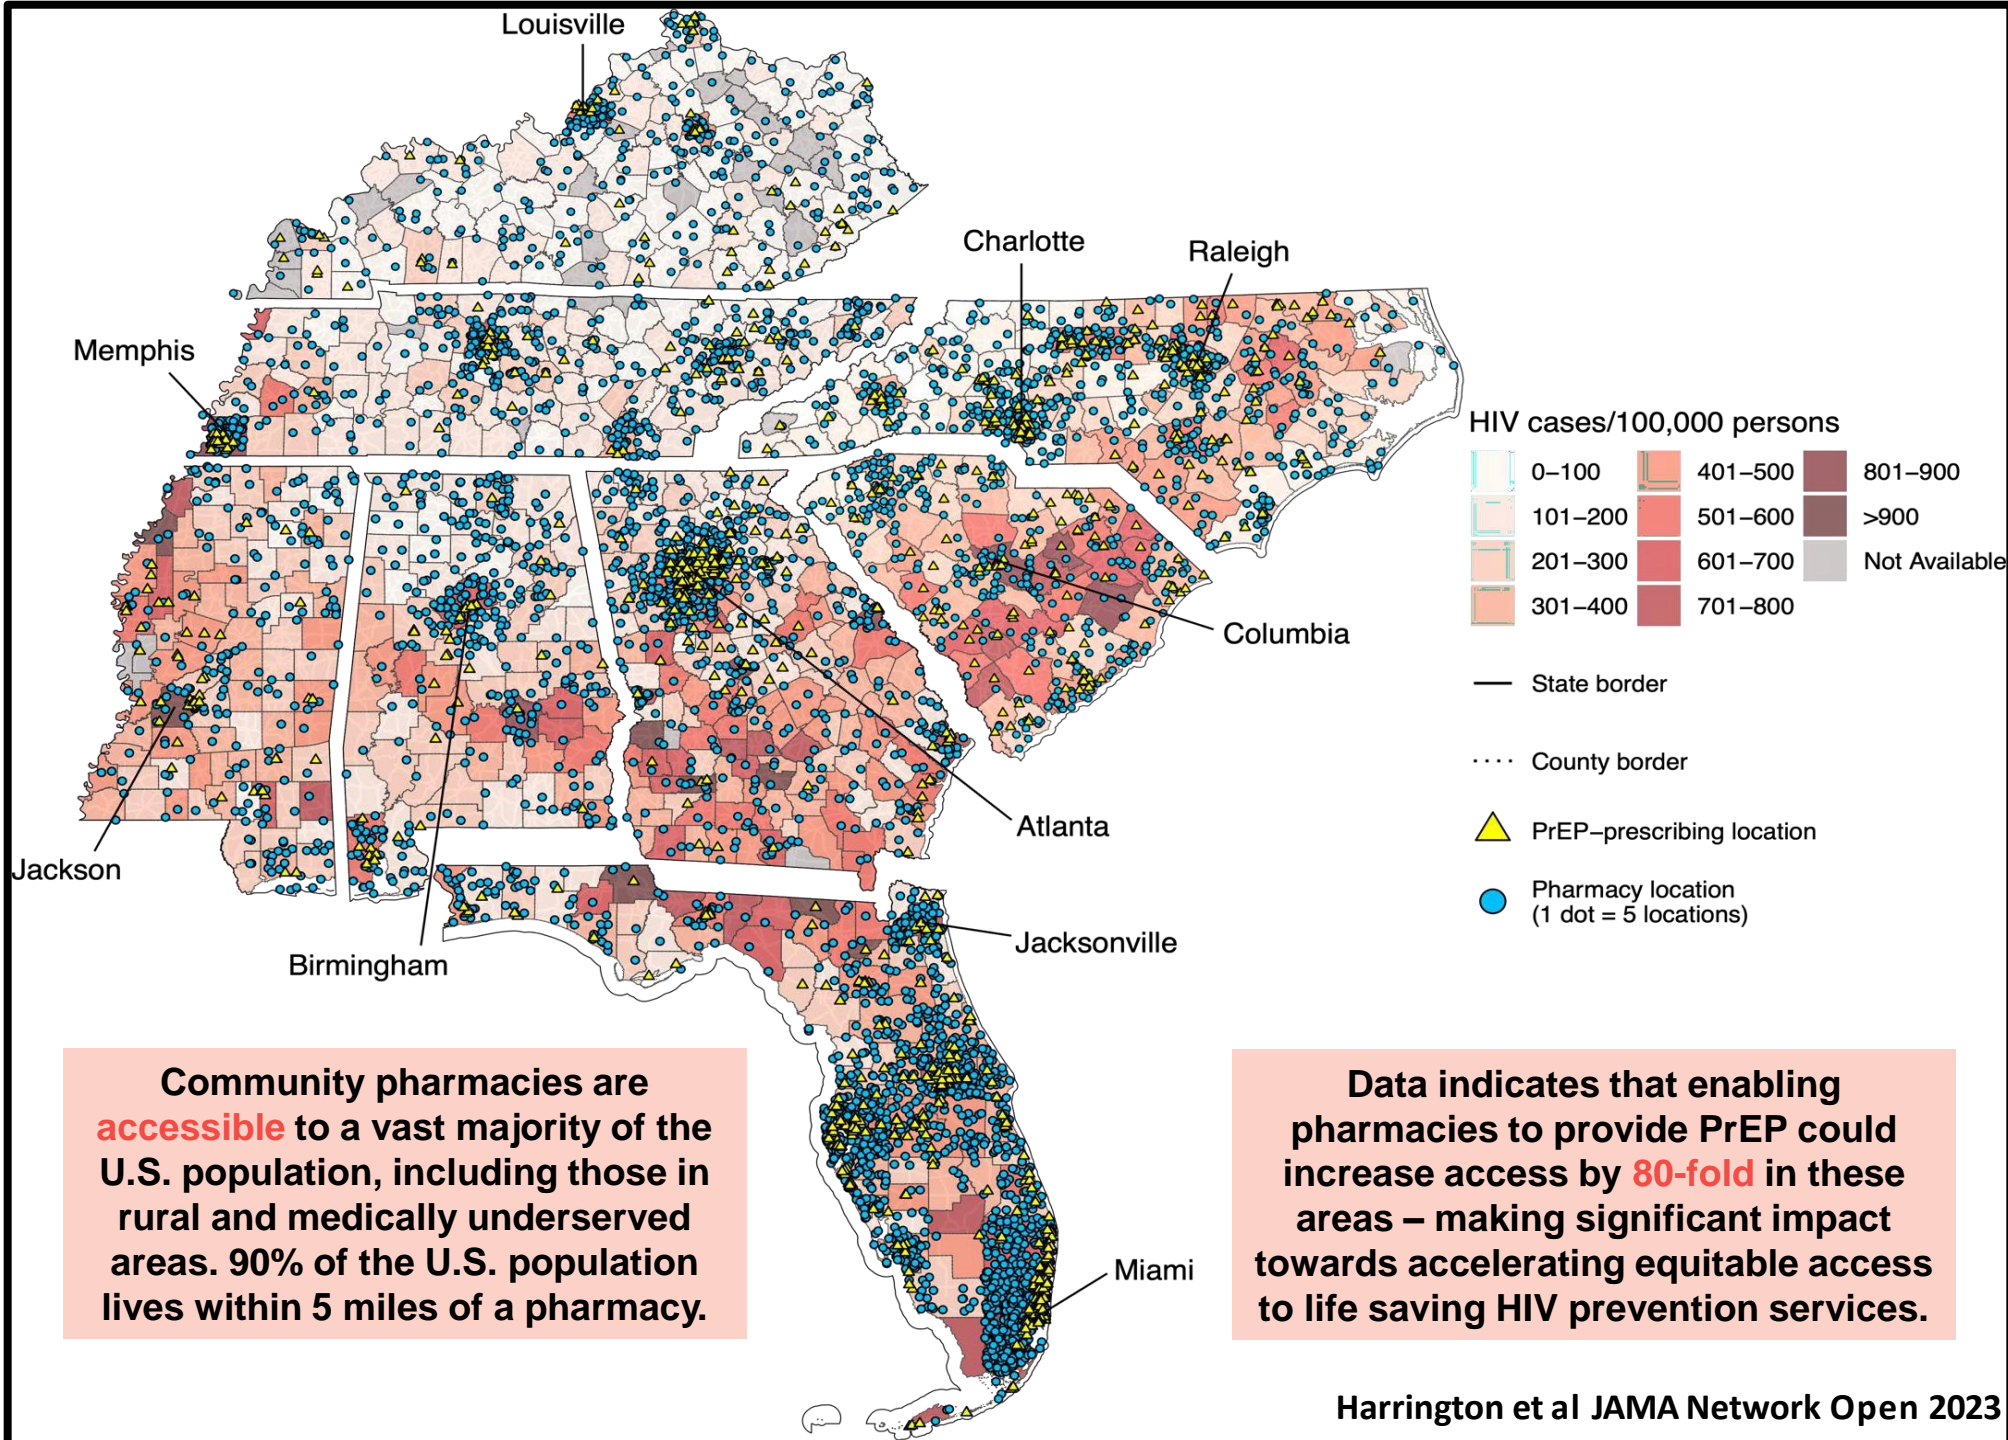 Louisville
Charlotte
Raleigh
Memphis
HIV cases/100,000 persons
0–100
401–500
801–900
101–200
501–600
>900
201–300
601–700
Not Available
301–400
701–800
Columbia
State border
County border
Atlanta
PrEP–prescribing location
Jackson
Pharmacy location
(1 dot = 5 locations)
Jacksonville
Birmingham
Community pharmacies are
accessible to a vast majority of the
U.S. population, including those in
rural and medically underserved
areas. 90% of the U.S. population
lives within 5 miles of a pharmacy.
Data indicates that enabling
pharmacies to provide PrEP could
increase access by 80-fold in these
areas – making significant impact
towards accelerating equitable access
to life saving HIV prevention services.
Miami
Harrington et al JAMA Network Open 2023